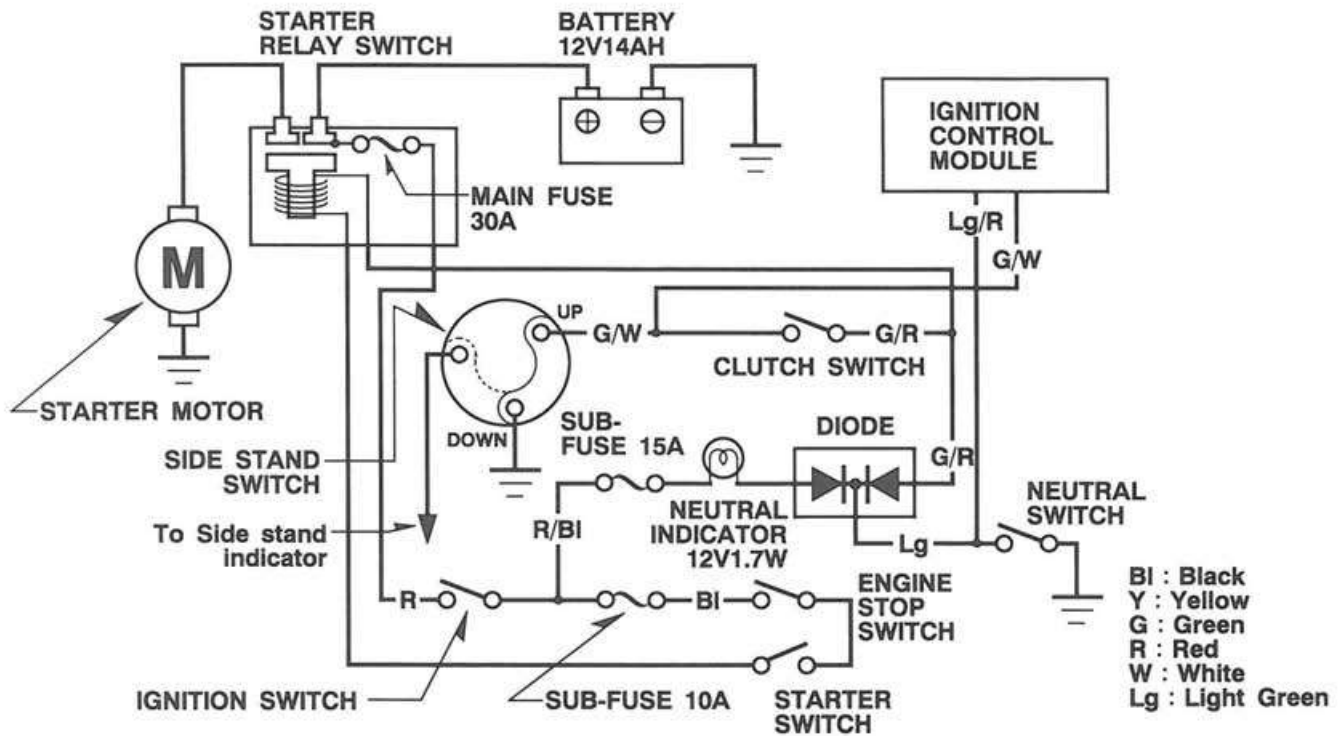 STARTER
RELAY SWITCH
BATTERY
12V14AH
IGNITION
CONTROL
MODULE
MAIN FUSE
30A
Lg/R
G/W
M
UP
G/W
G/R
CLUTCH SWITCH
STARTER MOTOR
DOWN
SUB-
FUSE 15A
DIODE
SIDE STAND
SWITCH
G/R
NEUTRAL
INDICATOR
12V1.7W
NEUTRAL
SWITCH
To Side stand
indicator
R/Bl
Lg
R
Bl
ENGINE
STOP
SWITCH
IGNITION SWITCH
SUB-FUSE 10A
STARTER
SWITCH
Bl : Black
Y : Yellow
G : Green
R : Red
W : White
Lg : Light Green